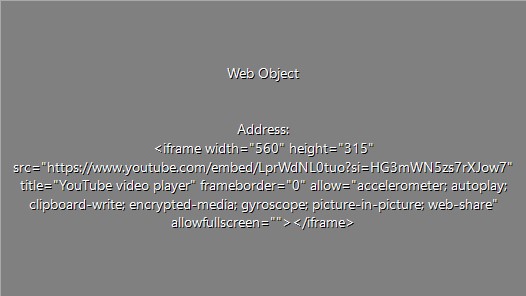 Web Object
Address:
<iframe width="560" height="315"
src="https://www.youtube.com/embed/LprWdNL0tuo?si=HG3mWN5zs7rXJow7"
title="YouTube video player" frameborder="0" allow="accelerometer; autoplay;
clipboard-write; encrypted-media; gyroscope; picture-in-picture; web-share"
allowfullscreen=""></iframe>